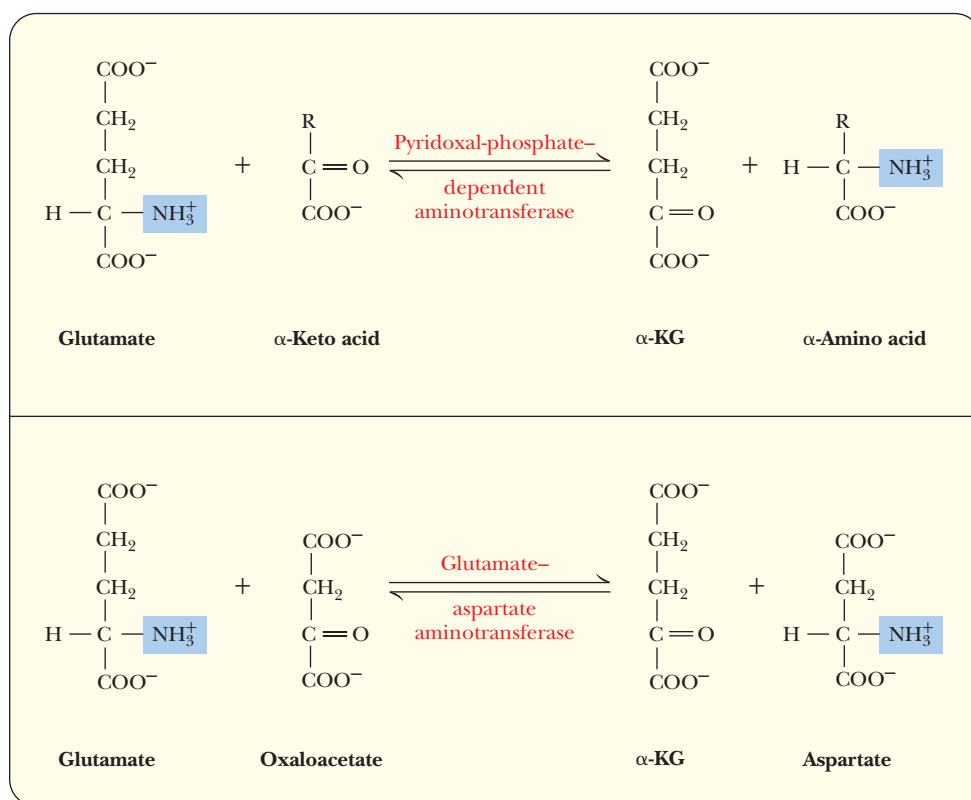 COO⁻
CH₂
CH₂
H — C — NH₃⁺
COO⁻
Glutamate
+
R
C = O
COO⁻
α-Keto acid
Pyridoxal-phosphate–
dependent
aminotransferase
COO⁻
CH₂
CH₂
C = O
COO⁻
α-KG
+
R
H — C — NH₃⁺
COO⁻
α-Amino acid
COO⁻
CH₂
CH₂
H — C — NH₃⁺
COO⁻
Glutamate
+
COO⁻
CH₂
C = O
COO⁻
Oxaloacetate
Glutamate–
aspartate
aminotransferase
COO⁻
CH₂
CH₂
C = O
COO⁻
α-KG
+
COO⁻
CH₂
H — C — NH₃⁺
COO⁻
Aspartate